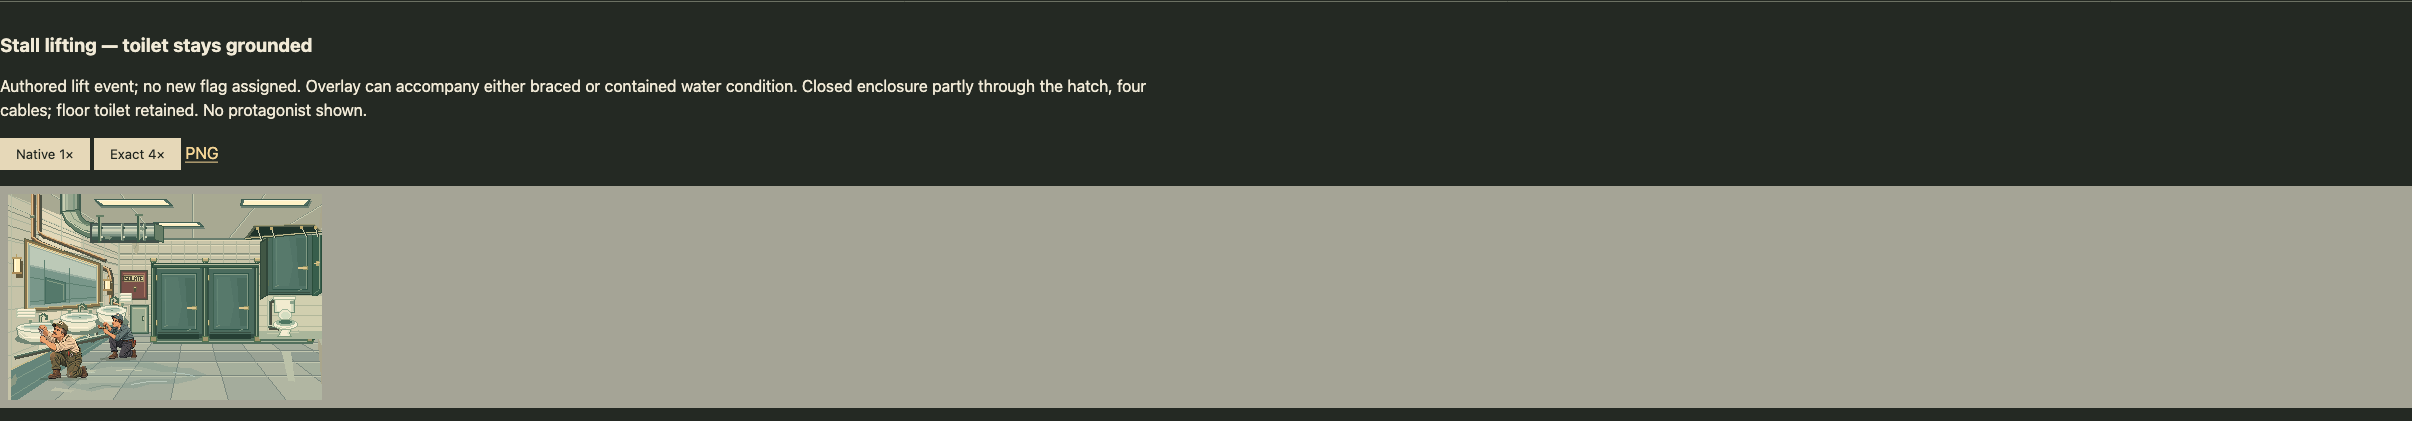 Stall lifting — toilet stays grounded
Authored lift event; no new flag assigned. Overlay can accompany either braced or contained water condition. Closed enclosure partly through the hatch, four
cables; floor toilet retained. No protagonist shown.
Native 1× Exact 4× PNG
ISOLATE